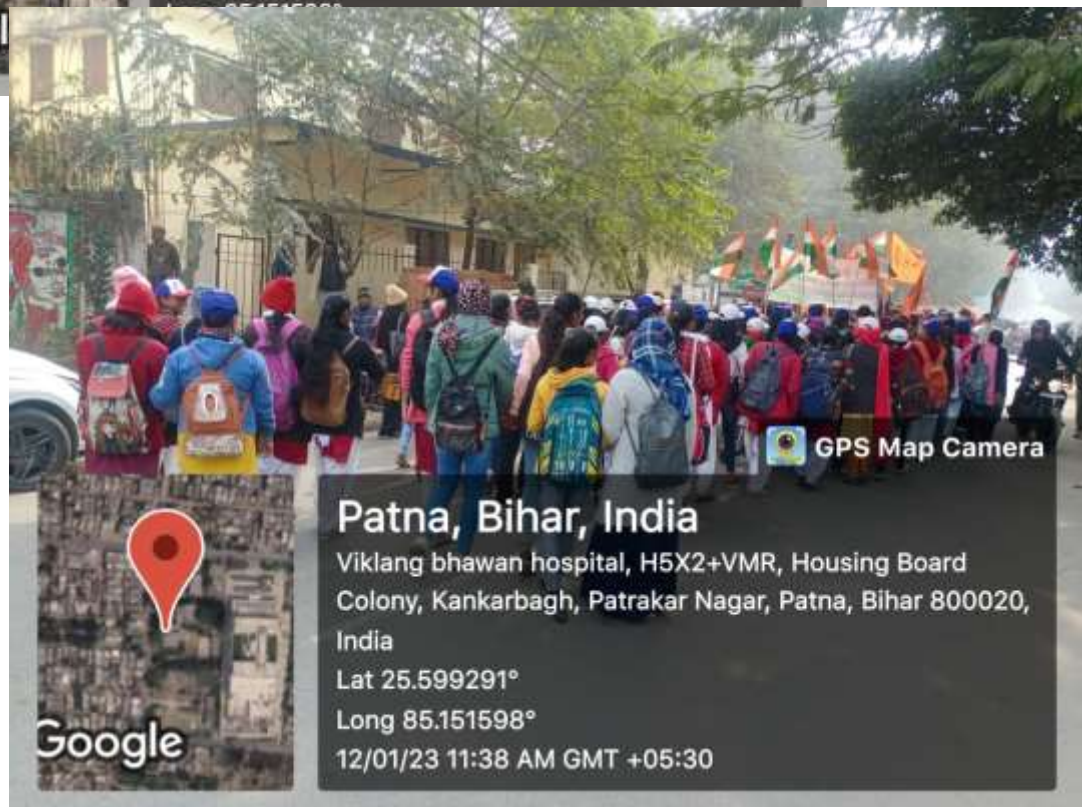 GPS Map Camera
Patna, Bihar, India
Viklang bhawan hospital, H5X2+VMR, Housing Board
Colony, Kankarbagh, Patrakar Nagar, Patna, Bihar 800020,
India
Lat 25.599291°
Long 85.151598°
12/01/23 11:38 AM GMT +05:30
Google